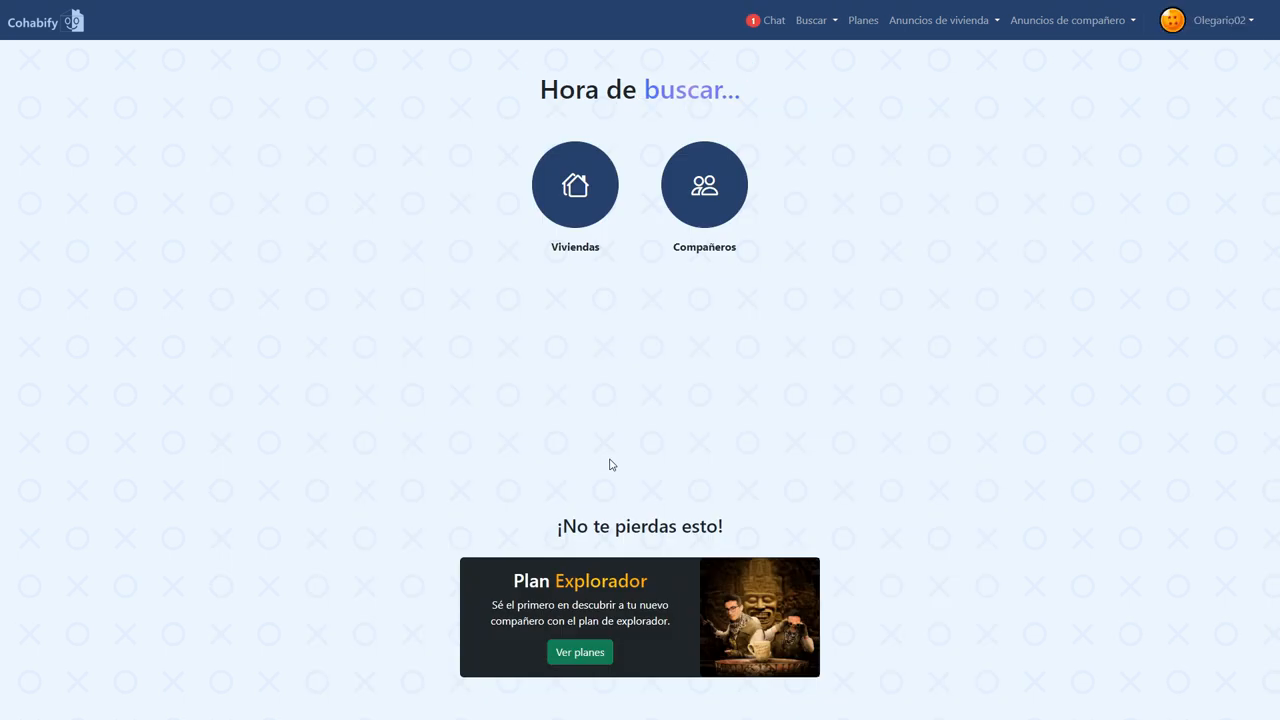 Cohabify
1 Chat Buscar Planes Anuncios de vivienda Anuncios de compañero Olegario02
Hora de buscar...
Viviendas Compañeros
¡No te pierdas esto!
Plan Explorador
Sé el primero en descubrir a tu nuevo
compañero con el plan de explorador.
Ver planes